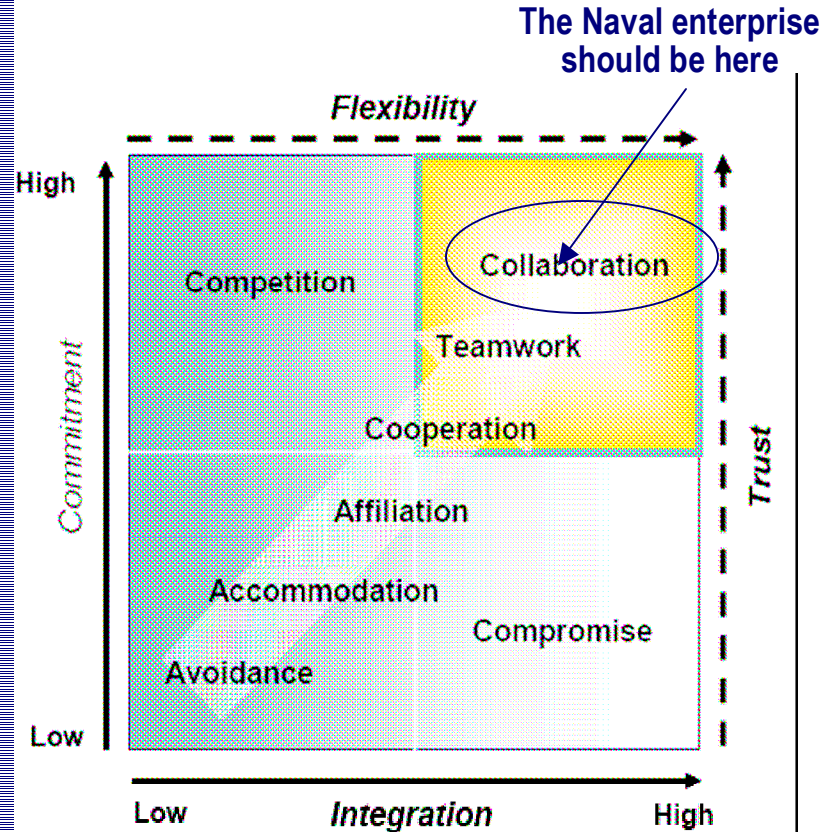 The Naval enterprise
should be here
Flexibility
High
Competition
Collaboration
Teamwork
Commitment
Cooperation
Trust
Affiliation
Accommodation
Compromise
Avoidance
Low
Low
Integration
High